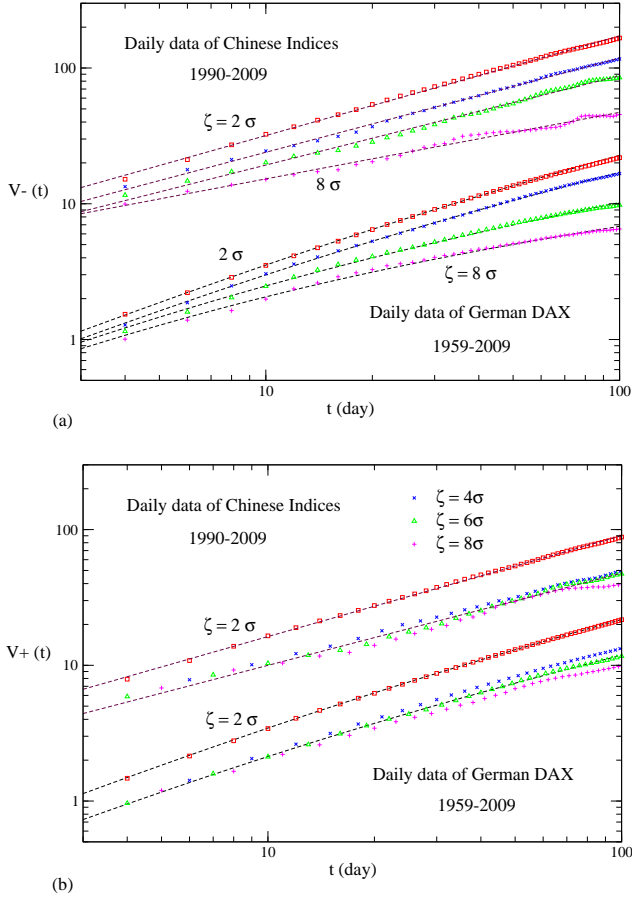 Daily data of Chinese Indices
1990-2009
100
ζ = 2 σ
V- (t)
8 σ
10
2 σ
ζ = 8 σ
Daily data of German DAX
1959-2009
1
10
100
t (day)
(a)
Daily data of Chinese Indices
1990-2009
ζ = 4σ
ζ = 6σ
ζ = 8σ
100
ζ = 2 σ
V+ (t)
10
ζ = 2 σ
Daily data of German DAX
1959-2009
1
10
100
t (day)
(b)